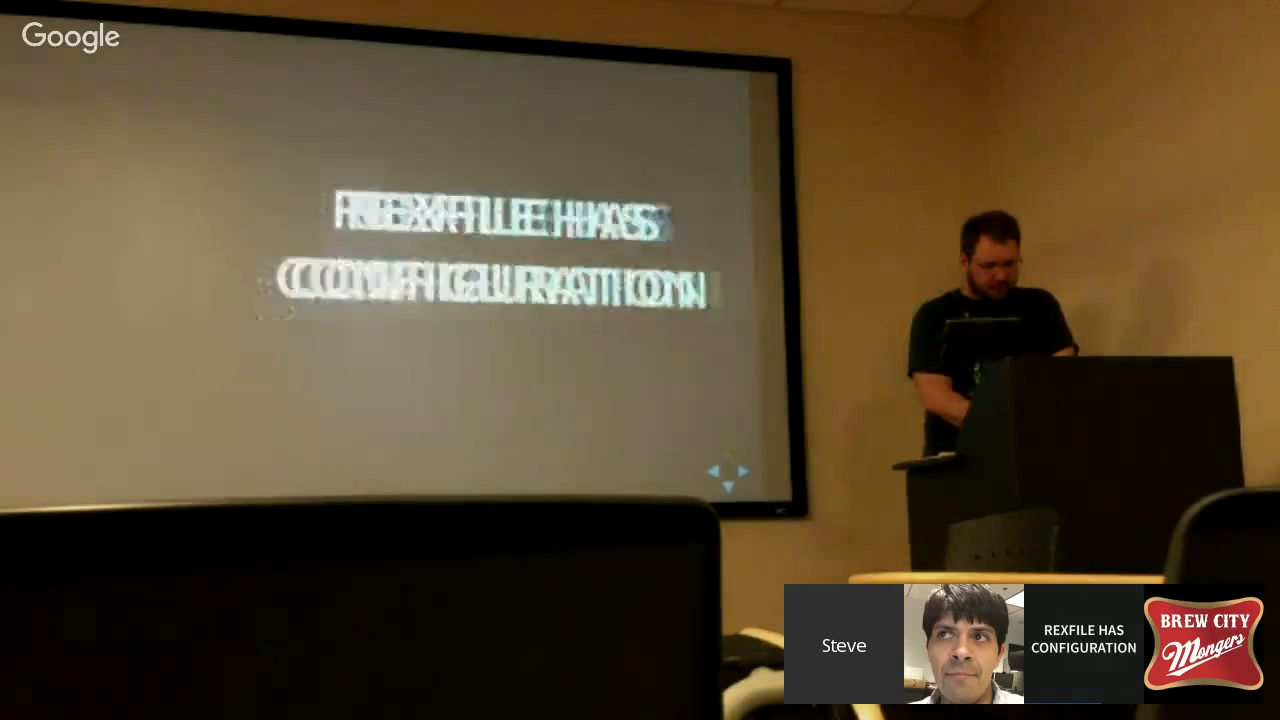 Google
REXFILE HAS
CONFIGURATION
Steve
REXFILE HAS
CONFIGURATION
BREW CITY
Mongers